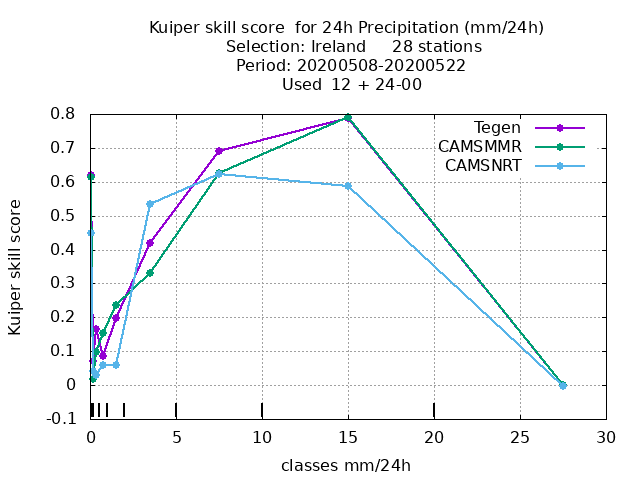 Kuiper skill score  for 24h Precipitation (mm/24h)
Selection: Ireland     28 stations
Period: 20200508-20200522
Used  12 + 24-00
Tegen
CAMSMMR
CAMSNRT
0.8
0.7
0.6
0.5
0.4
0.3
0.2
0.1
0
-0.1
Kuiper skill score
0 5 10 15 20 25 30
classes mm/24h